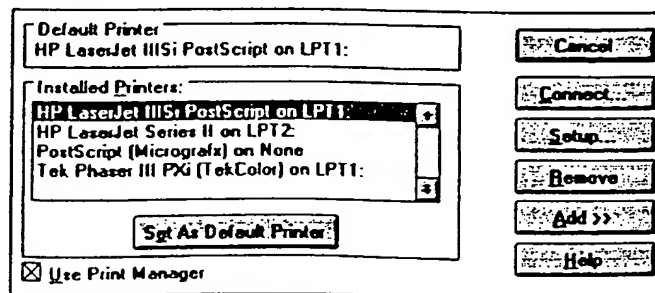 Default Printer
HP LaserJet IIISi PostScript on LPT1:
Installed Printers:
HP LaserJet IIISi PostScript on LPT1:
HP LaserJet Series II on LPT2:
PostScript (Micrografx) on None
Tek Phaser III PXi (TekColor) on LPT1:
Set As Default Printer
Use Print Manager
Cancel
Connect...
Setup...
Remove
Add >>
Help